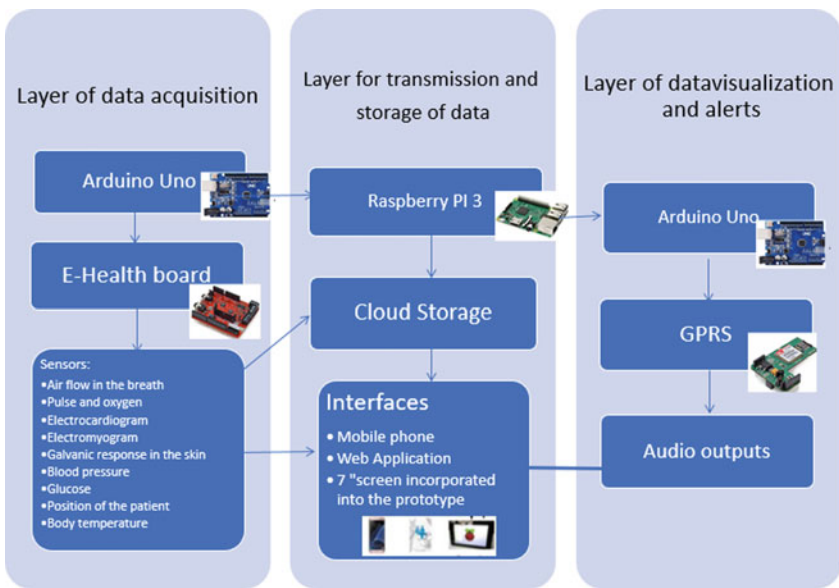 Layer of data acquisition
Arduino Uno
E-Health board
Sensors:
•Air flow in the breath
•Pulse and oxygen
•Electrocardiogram
•Electromyogram
•Galvanic response in the skin
•Blood pressure
•Glucose
•Position of the patient
•Body temperature
Layer for transmission and
storage of data
Raspberry PI 3
Cloud Storage
Interfaces
• Mobile phone
• Web Application
• 7 "screen incorporated
into the prototype
Layer of datavisualization
and alerts
Arduino Uno
GPRS
Audio outputs